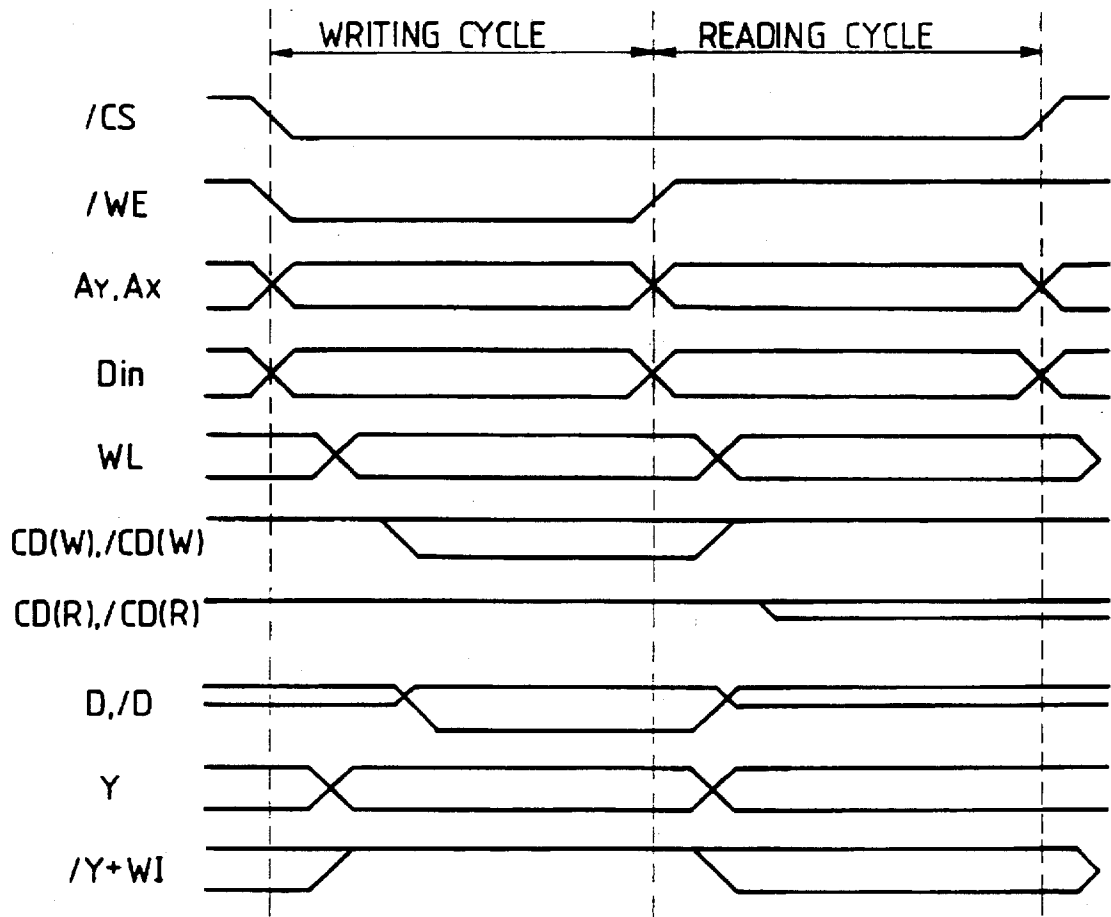 WRITING CYCLE READING CYCLE
/CS
/WE
AY,AX
Din
WL
CD(W),/CD(W)
CD(R),/CD(R)
D,/D
Y
/Y+WI